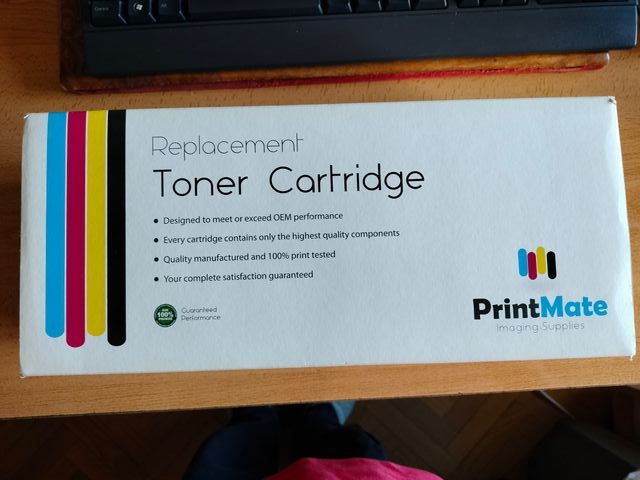 Replacement
Toner Cartridge
• Designed to meet or exceed OEM performance
• Every cartridge contains only the highest quality components
• Quality manufactured and 100% print tested
• Your complete satisfaction guaranteed
100%
Guaranteed
Performance
PrintMate
Imaging Supplies